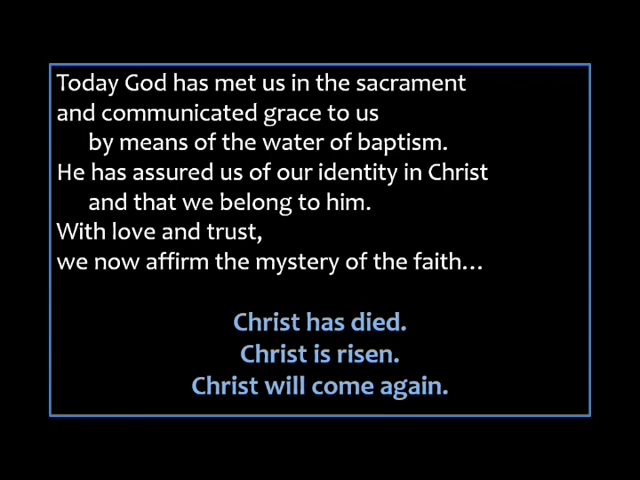 Today God has met us in the sacrament
and communicated grace to us
by means of the water of baptism.
He has assured us of our identity in Christ
and that we belong to him.
With love and trust,
we now affirm the mystery of the faith…
Christ has died.
Christ is risen.
Christ will come again.